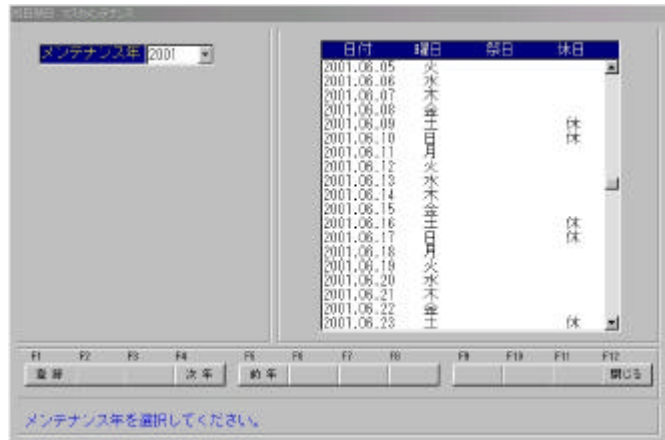 メンテナンス年 2001
日付 曜日 祭日 休日
2001.06.05 火
2001.06.06 水
2001.06.07 木
2001.06.08 金
2001.06.09 土 休
2001.06.10 日 休
2001.06.11 月
2001.06.12 火
2001.06.13 水
2001.06.14 木
2001.06.15 金
2001.06.16 土 休
2001.06.17 日 休
2001.06.18 月
2001.06.19 火
2001.06.20 水
2001.06.21 木
2001.06.22 金
2001.06.23 土 休
F1 F2 F3 F4 F5 F6 F7 F8 F9 F10 F11 F12
登録 次年 前年 閉じる
メンテナンス年を選択してください。